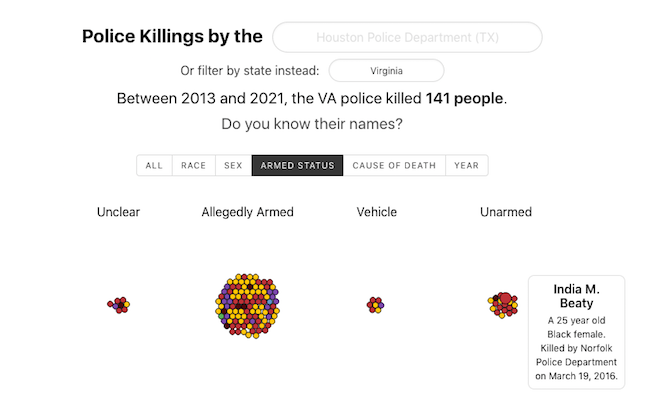 Police Killings by the Houston Police Department (TX)
Or filter by state instead: Virginia
Between 2013 and 2021, the VA police killed 141 people.
Do you know their names?
ALL RACE SEX ARMED STATUS CAUSE OF DEATH YEAR
Unclear Allegedly Armed Vehicle Unarmed
India M.
Beaty
A 25 year old
Black female.
Killed by Norfolk
Police Department
on March 19, 2016.